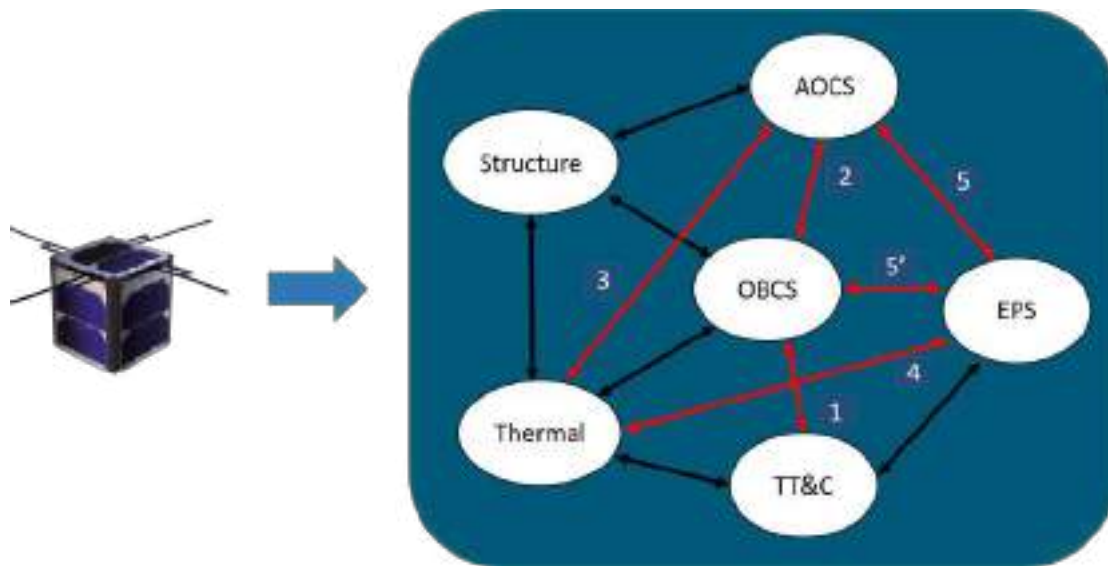 AOCS
Structure
2
5
3
OBCS
5'
EPS
4
Thermal
1
TT&C